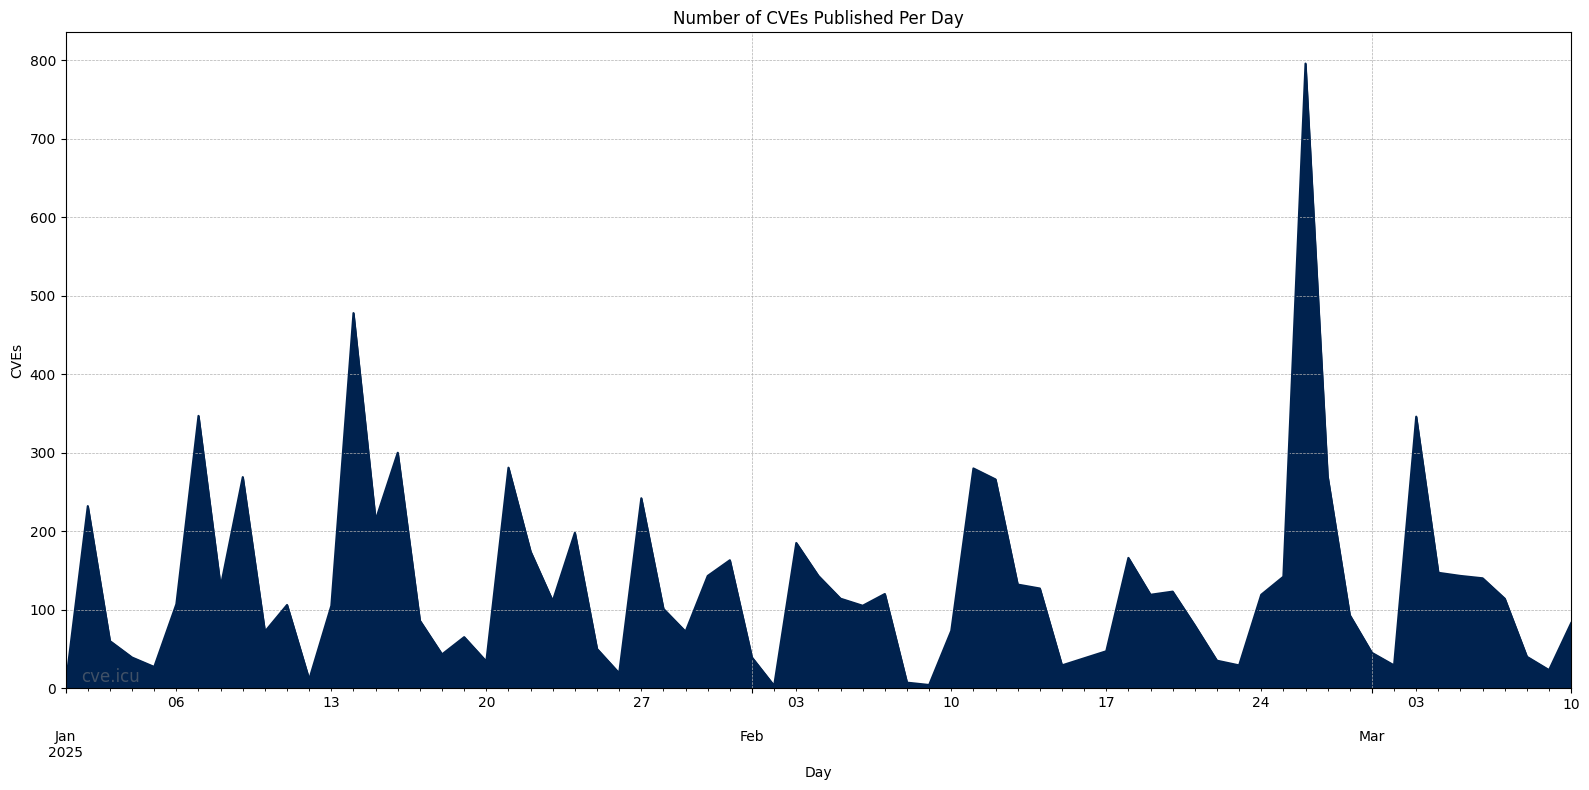 Number of CVEs Published Per Day
800
700
600
500
400
300
200
100
0
CVEs
cve.icu
06 13 20 27 03 10 17 24 03 10
Jan Feb Mar
2025
Day